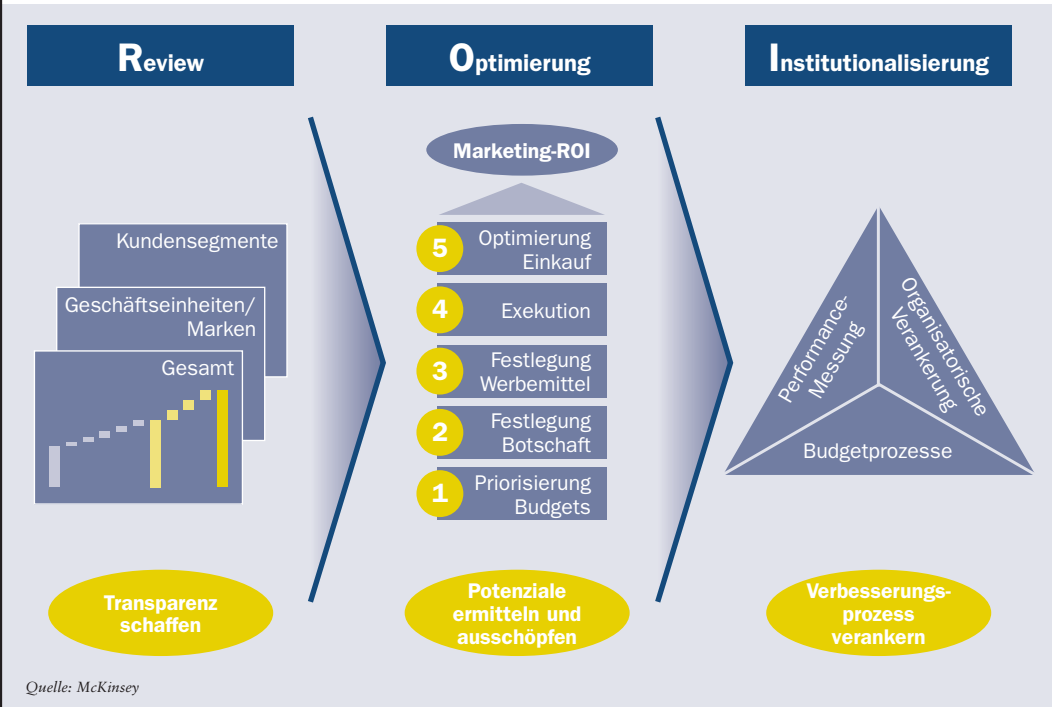 Review
Optimierung
Institutionalisierung
Kundensegmente
Geschäftseinheiten/
Marken
Gesamt
Transparenz
schaffen
Marketing-ROI
5
Optimierung
Einkauf
4
Exekution
3
Festlegung
Werbemittel
2
Festlegung
Botschaft
1
Priorisierung
Budgets
Potenziale
ermitteln und
ausschöpfen
Performance-
Messung
Organisatorische
Verankerung
Budgetprozesse
Verbesserungs-
prozess
verankern
Quelle: McKinsey